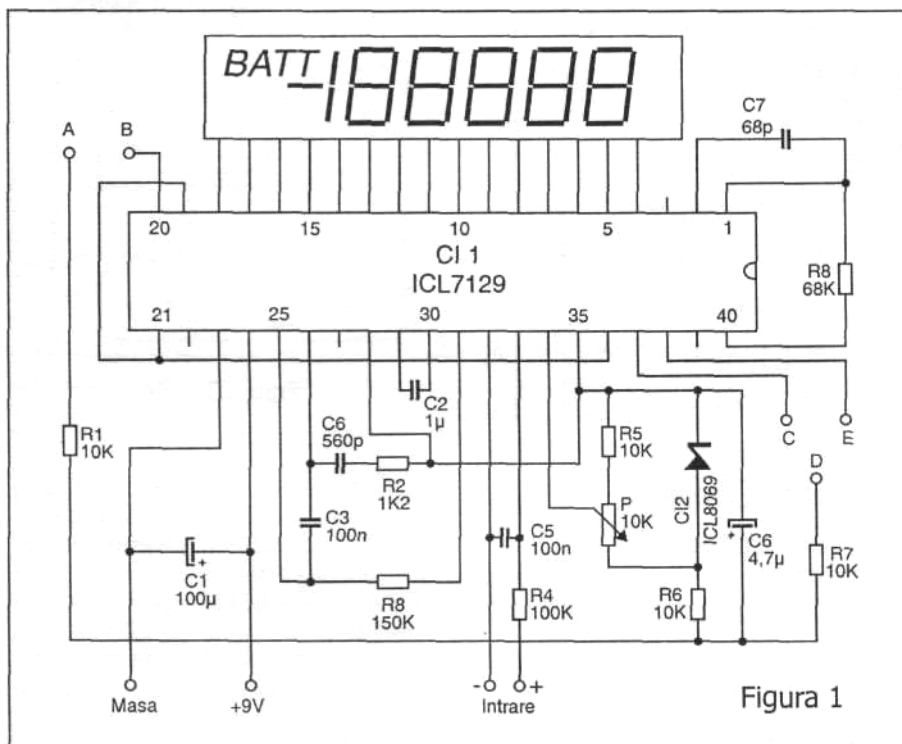 BATT -188888
A
B
C7
68p
20
15
10
5
1
CI 1
ICL7129
R8
68K
21
25
30
35
40
C2
1µ
R1
10K
C6
560p
R2
1K2
R5
10K
C
E
D
C3
100n
P
10K
CI2
ICL8069
C5
100n
C6
4,7µ
+
R7
10K
C1
100µ
+
R8
150K
R4
100K
R6
10K
Masa
+9V
- +
Intrare
Figura 1